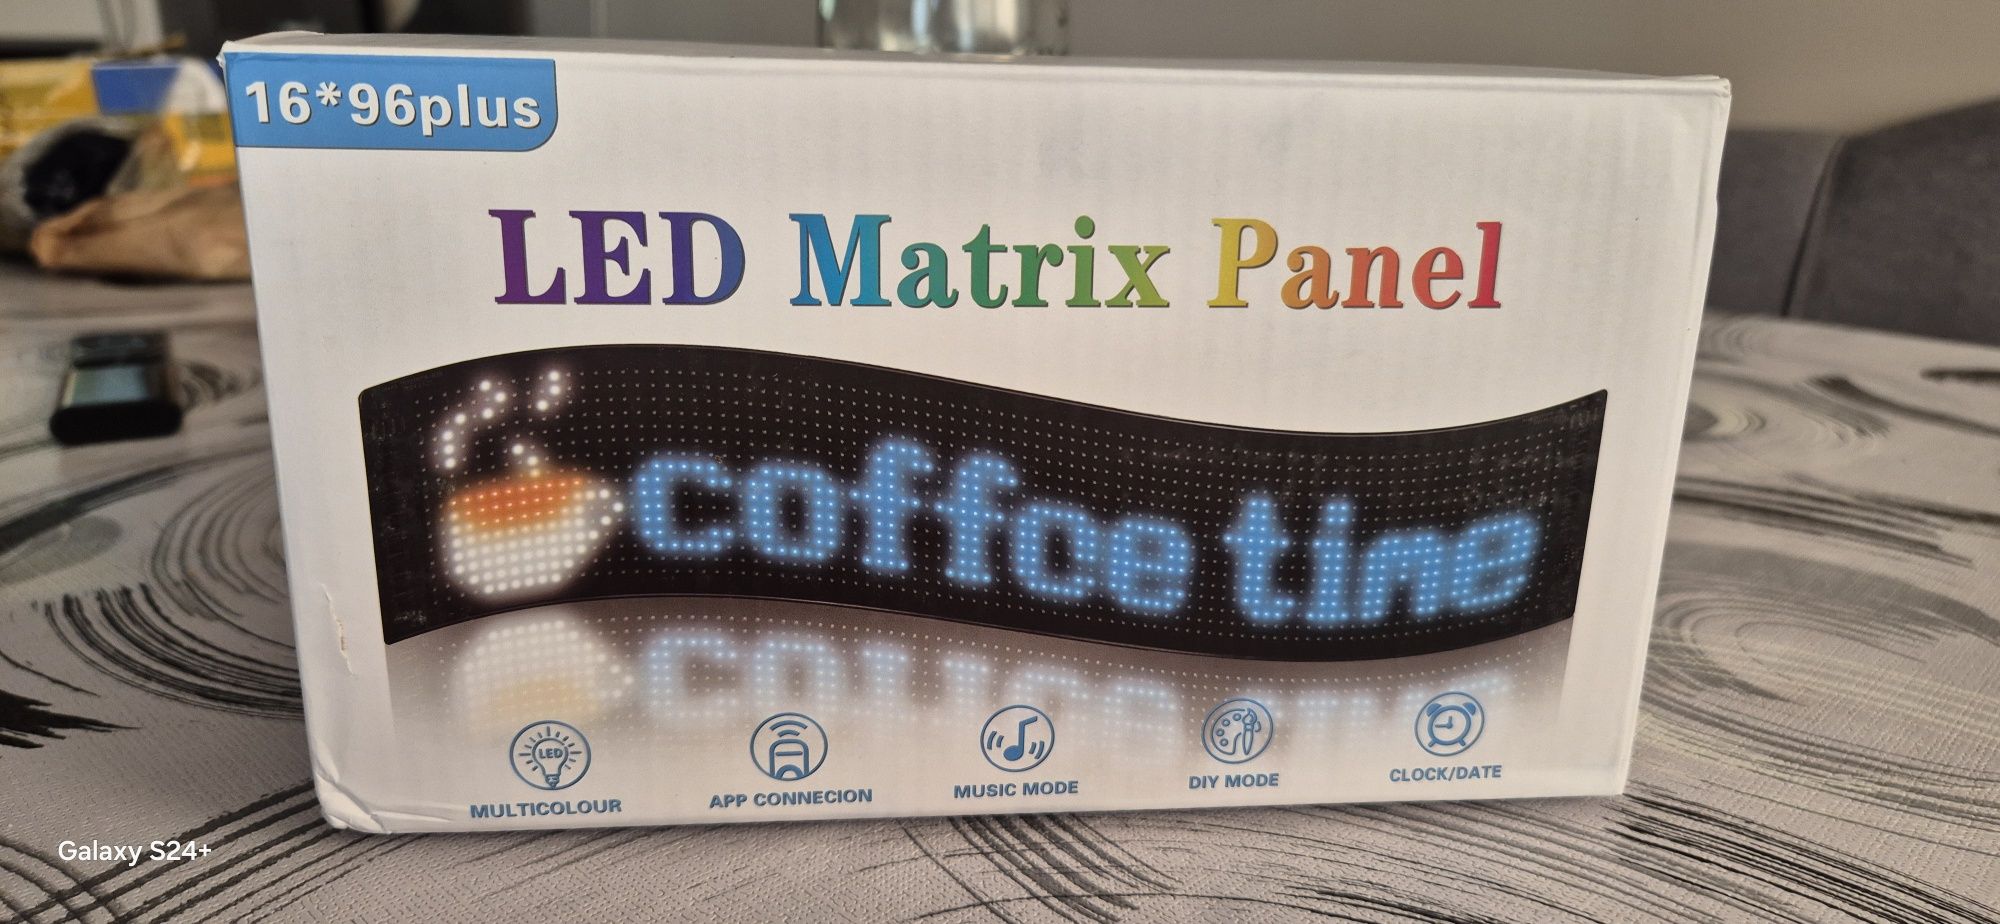 16*96plus
LED Matrix Panel
coffee time
LED
MULTICOLOUR
APP CONNECION
MUSIC MODE
DIY MODE
CLOCK/DATE
Galaxy S24+